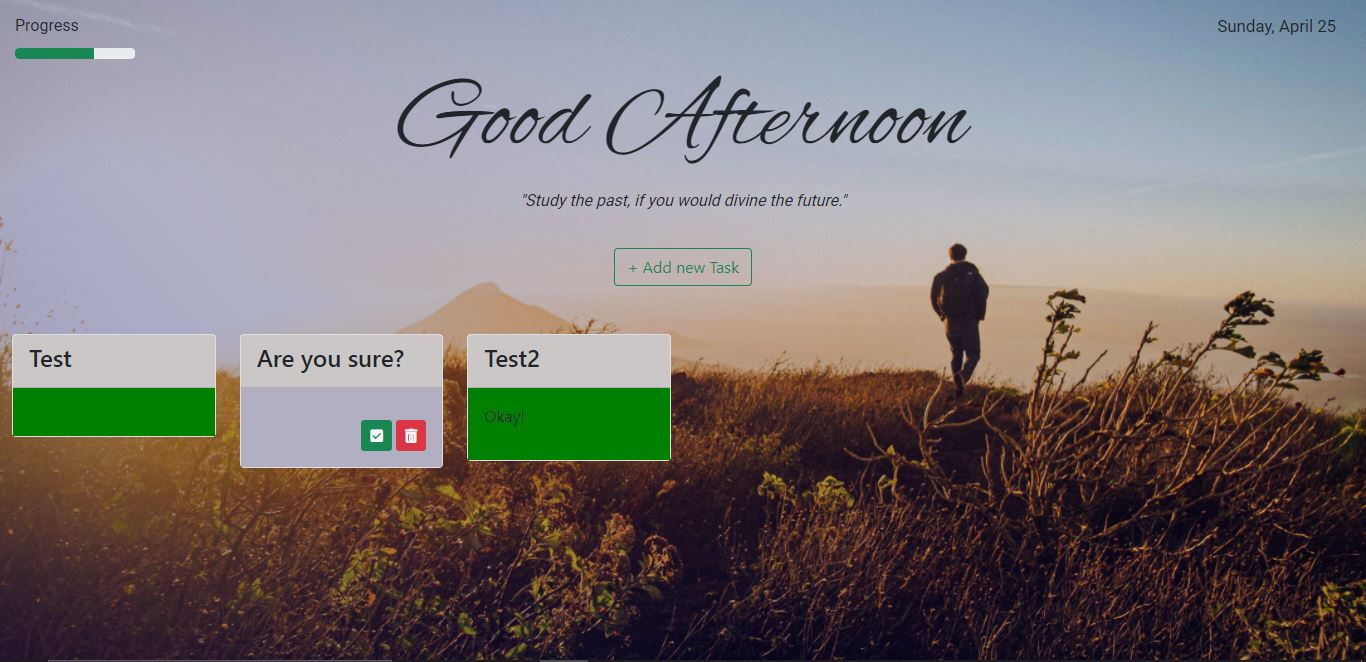 Progress
Sunday, April 25
Good Afternoon
"Study the past, if you would divine the future."
+ Add new Task
Test
Are you sure?
Test2
Okay!